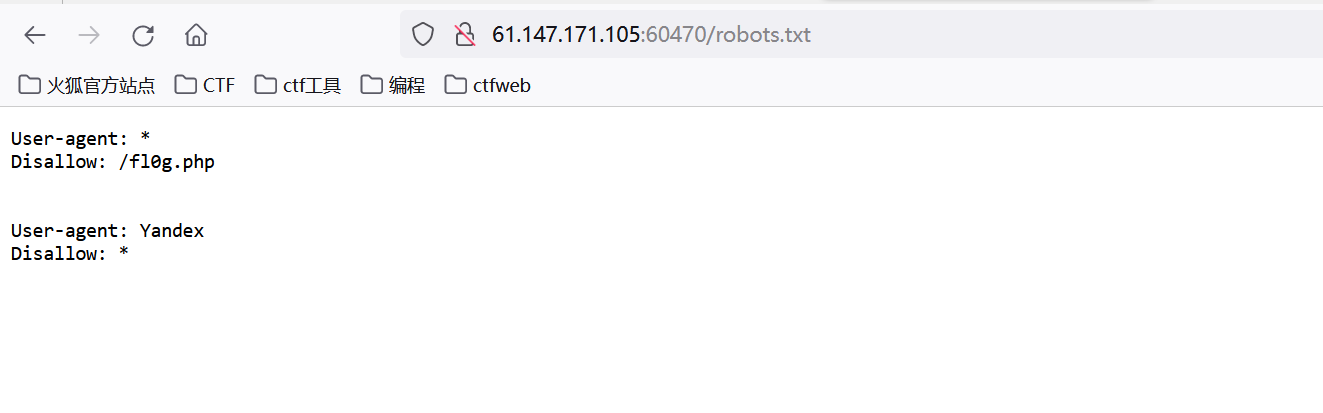 61.147.171.105:60470/robots.txt
火狐官方站点 CTF ctf工具 编程 ctfweb
User-agent: *
Disallow: /fl0g.php
User-agent: Yandex
Disallow: *